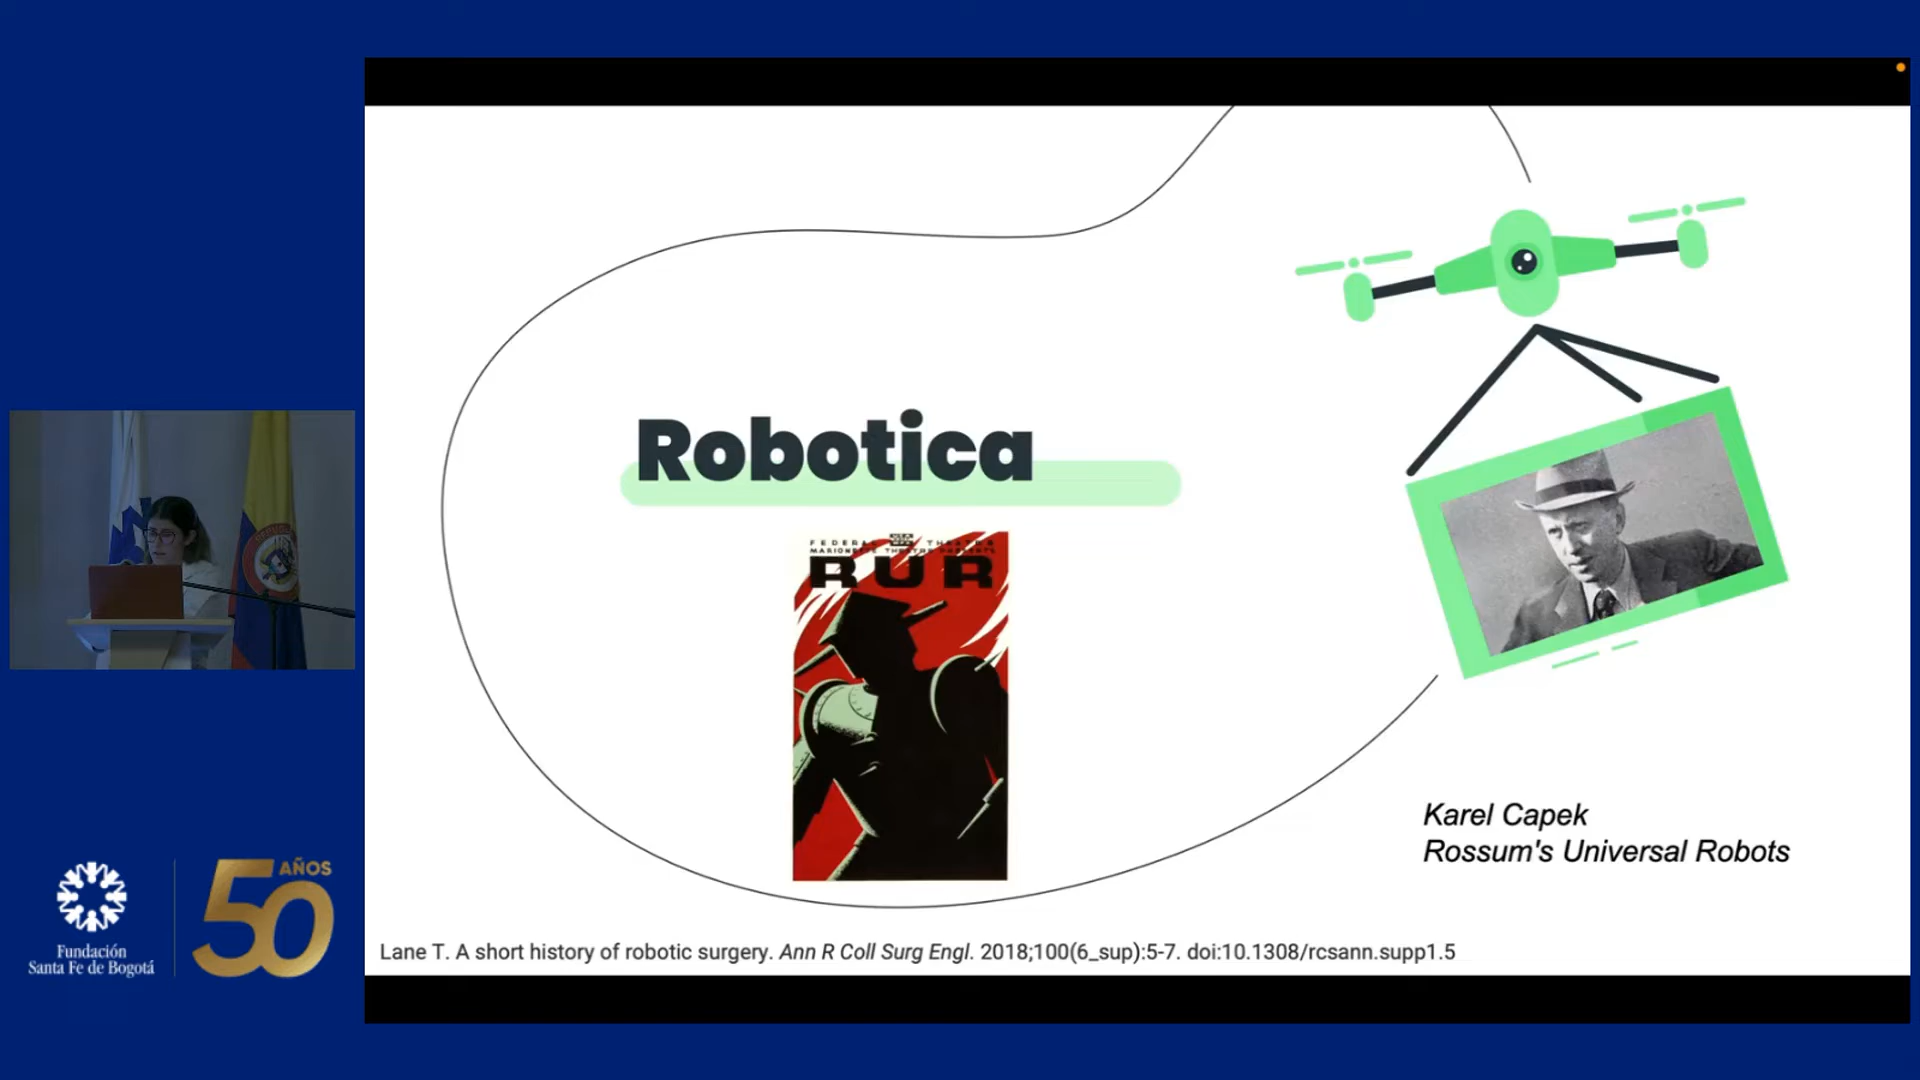 Robotica
FEDERAL THEATRE
MARIONETTE THEATRE PRESENTS
RUR
Karel Capek
Rossum's Universal Robots
Lane T. A short history of robotic surgery. Ann R Coll Surg Engl. 2018;100(6_sup):5-7. doi:10.1308/rcsann.supp1.5
Fundación
Santa Fe de Bogotá
50
AÑOS